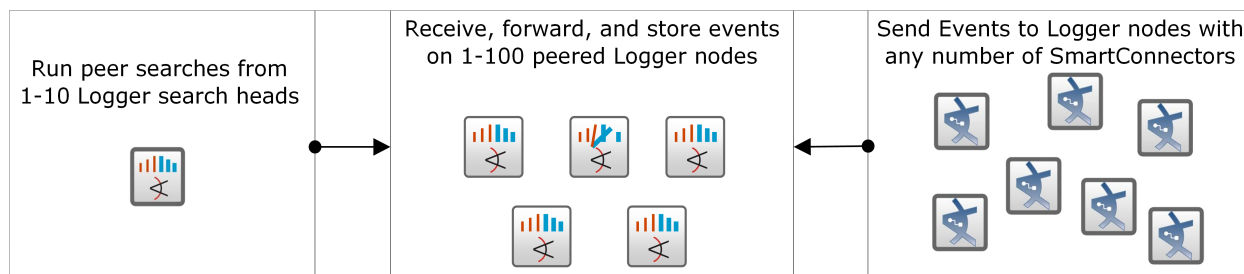 Run peer searches from
1-10 Logger search heads
Receive, forward, and store events
on 1-100 peered Logger nodes
Send Events to Logger nodes with
any number of SmartConnectors